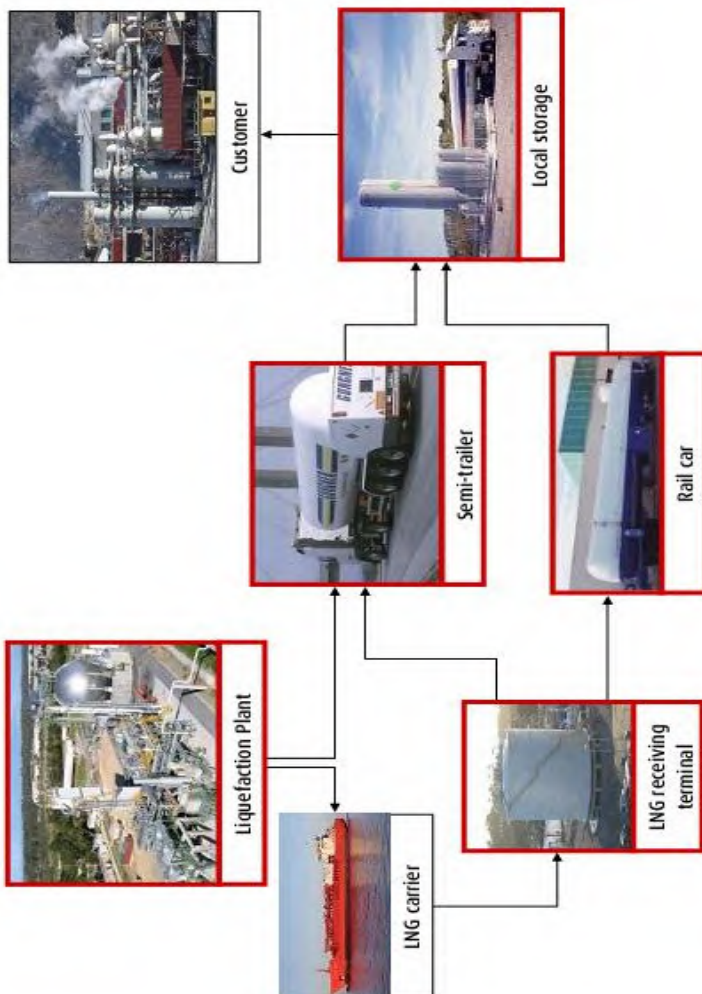 Liquefaction Plant
LNG carrier
LNG receiving
terminal
Semi-trailer
Rail car
Local storage
Customer